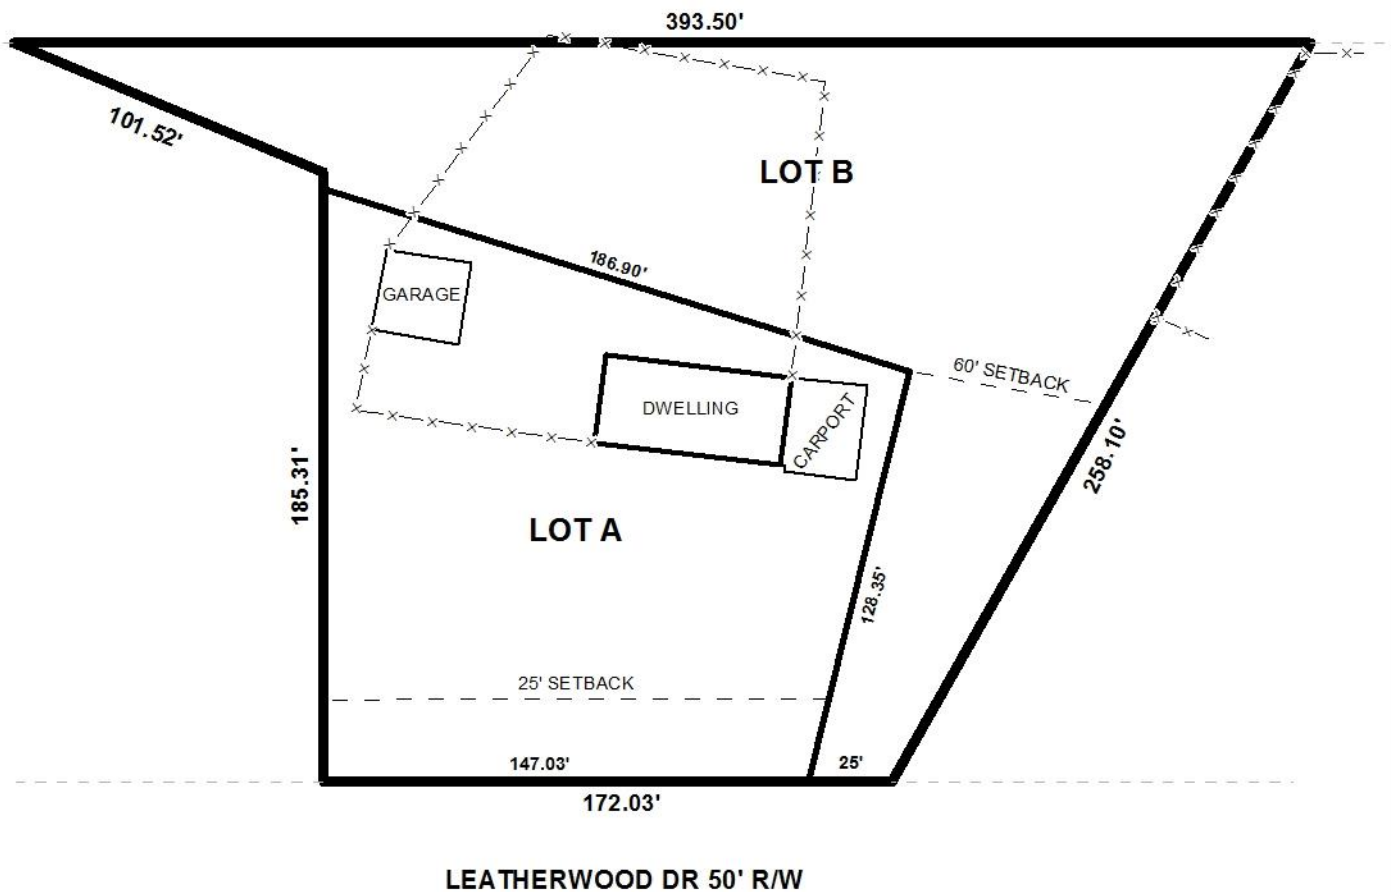 393.50'
101.52'
LOT B
186.90'
GARAGE
60' SETBACK
DWELLING
CARPORT
258.10'
185.31'
LOT A
128.35'
25' SETBACK
147.03'
25'
172.03'
LEATHERWOOD DR 50' R/W